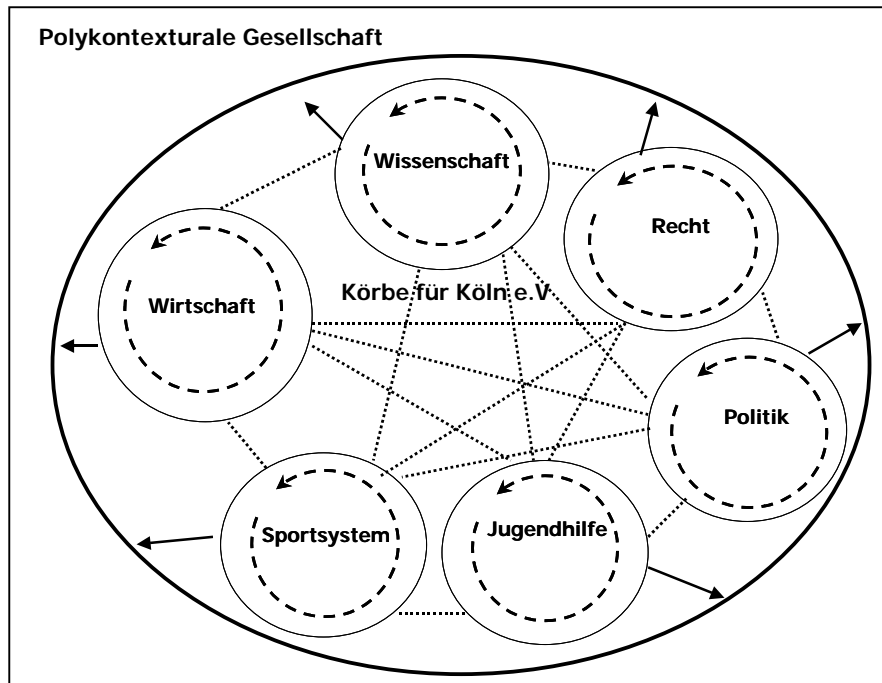 Polykontexturale Gesellschaft
Wissenschaft
Recht
Körbe für Köln e.V
Wirtschaft
Politik
Sportsystem
Jugendhilfe